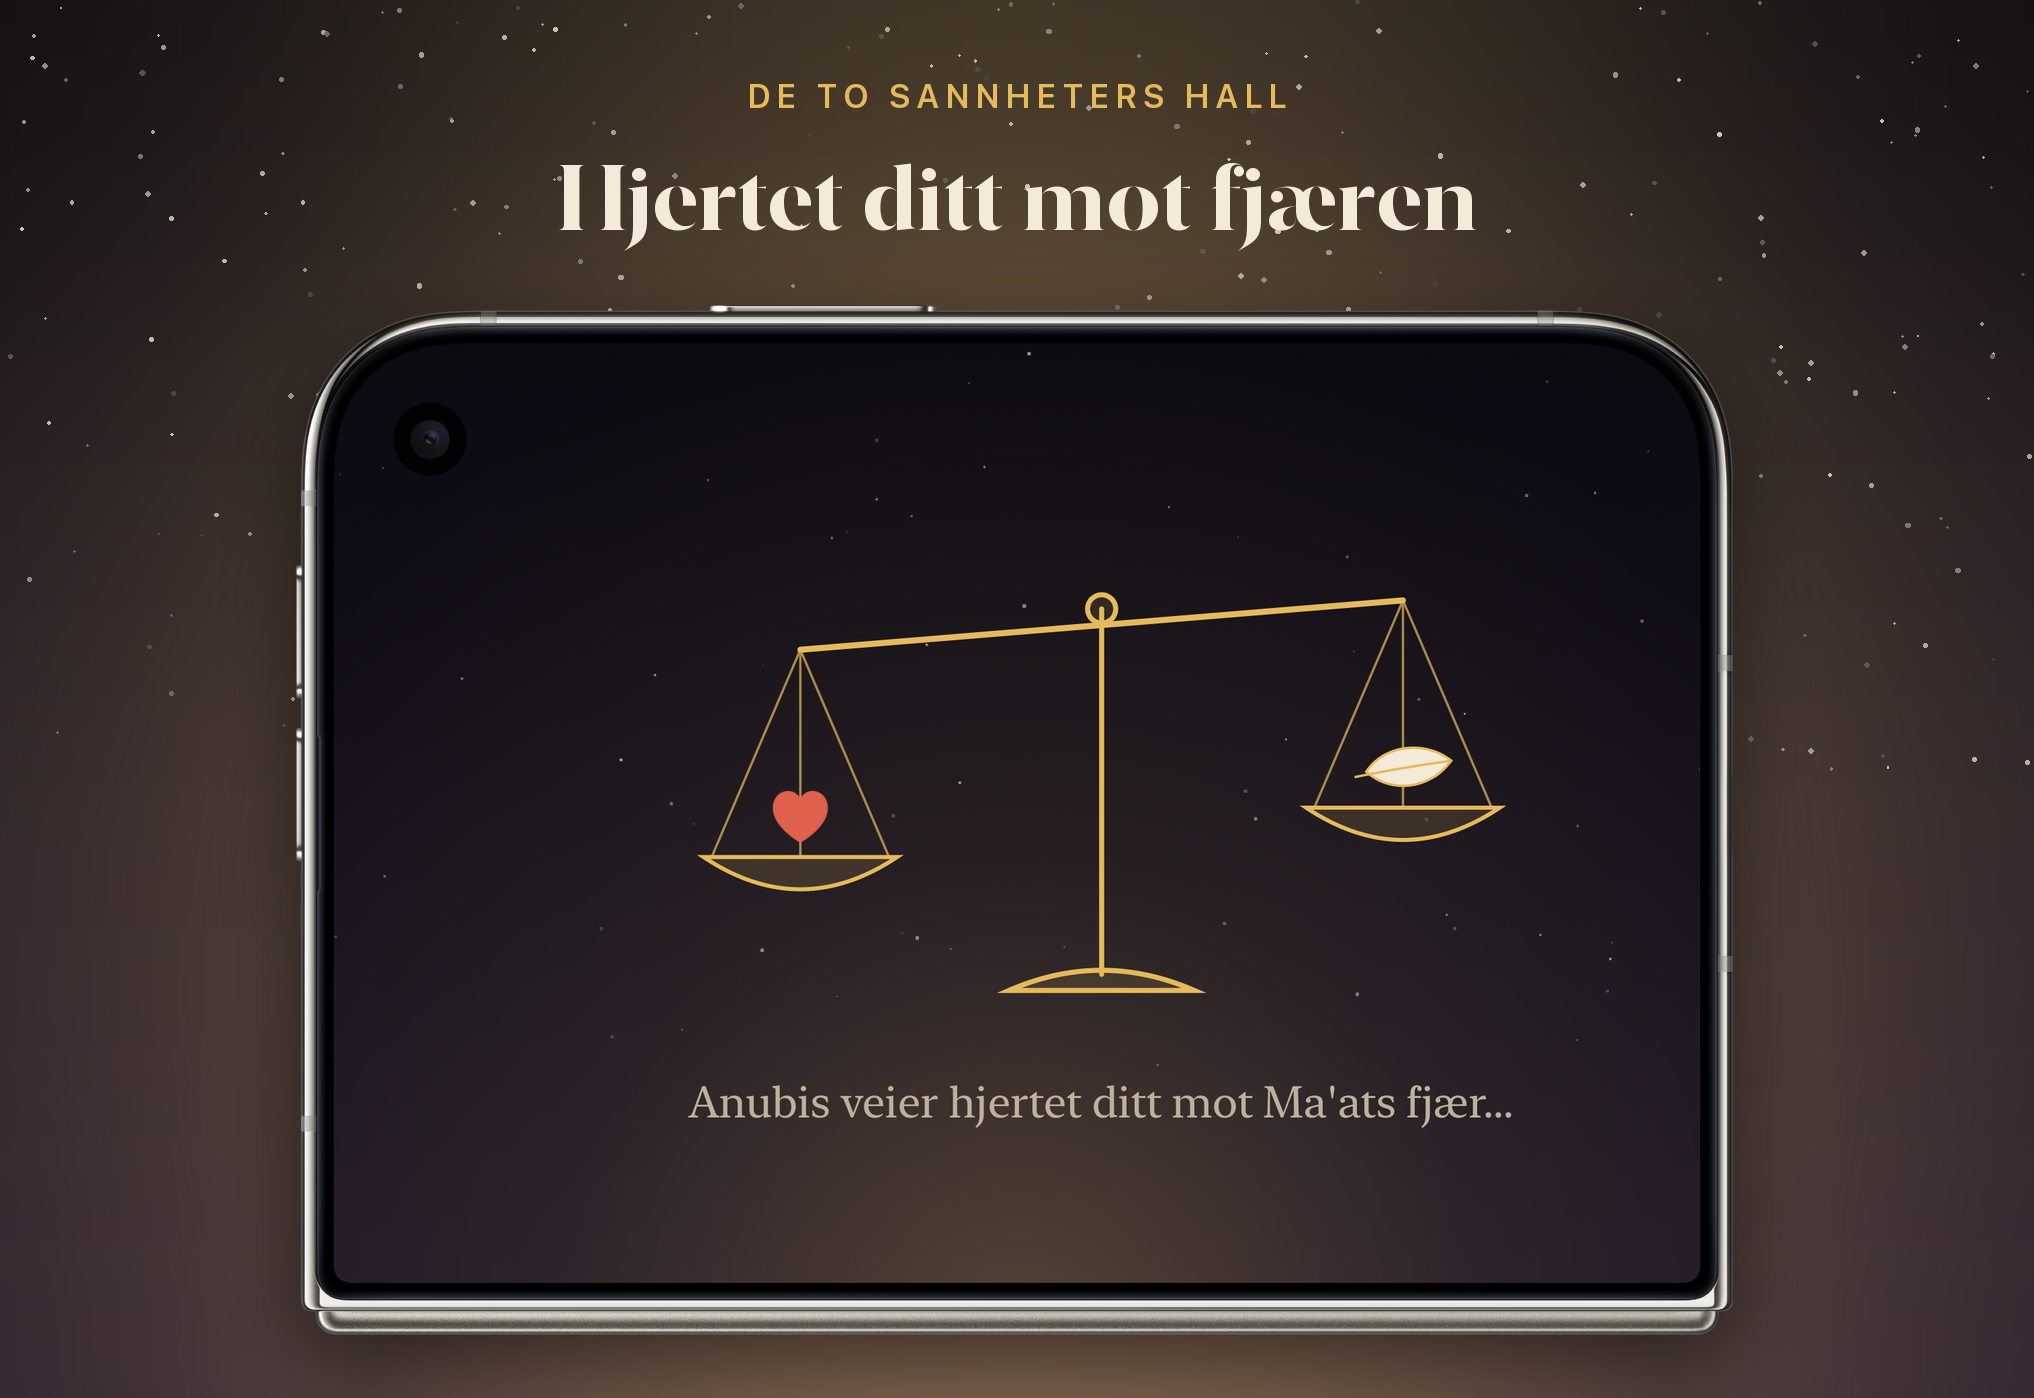 DE TO SANNHETERS HALL
Hjertet ditt mot fjæren
Anubis veier hjertet ditt mot Ma'ats fjær...